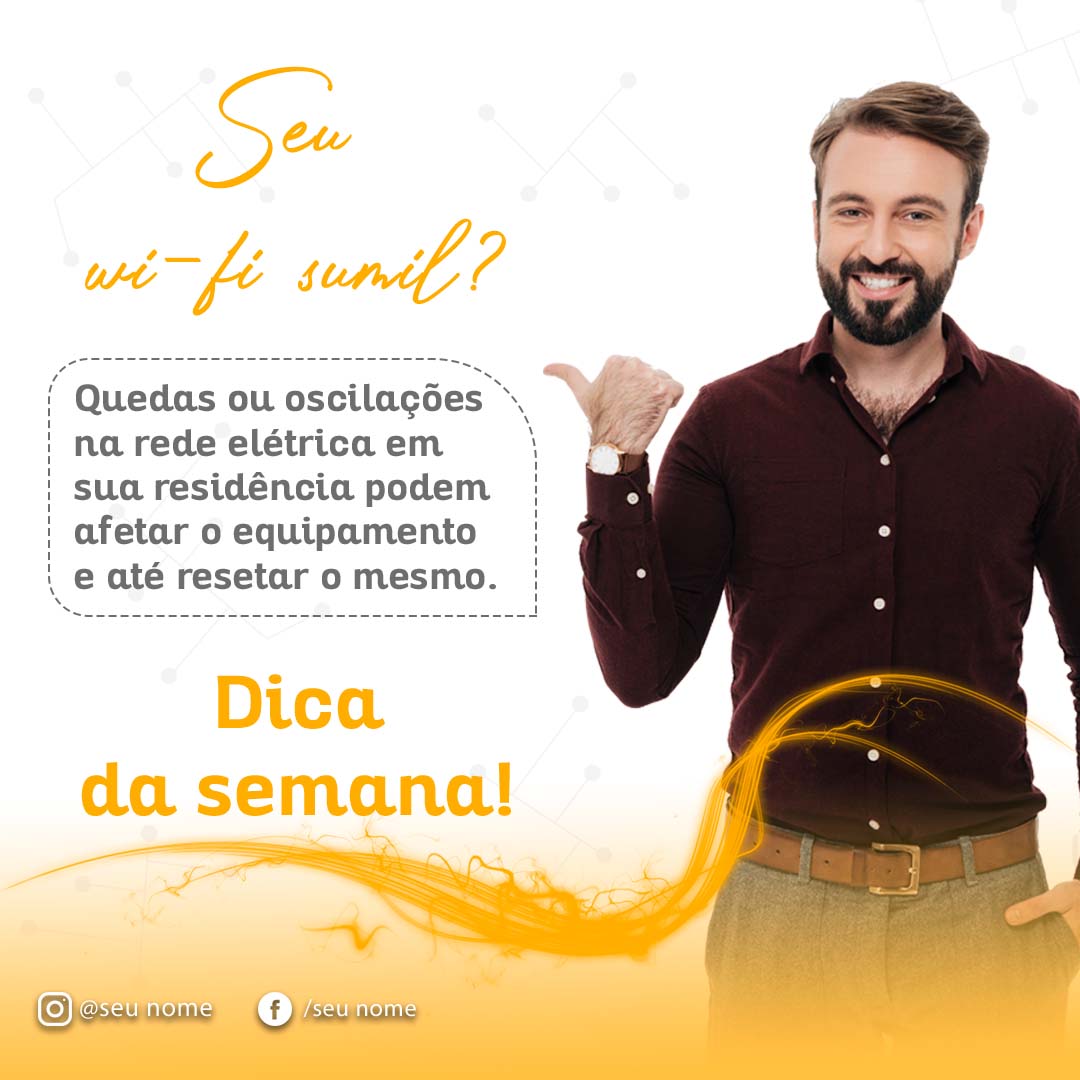 Seu
wi-fi sumil?
Quedas ou oscilações
na rede elétrica em
sua residência podem
afetar o equipamento
e até resetar o mesmo.
Dica
da semana!
@seu nome
/seu nome